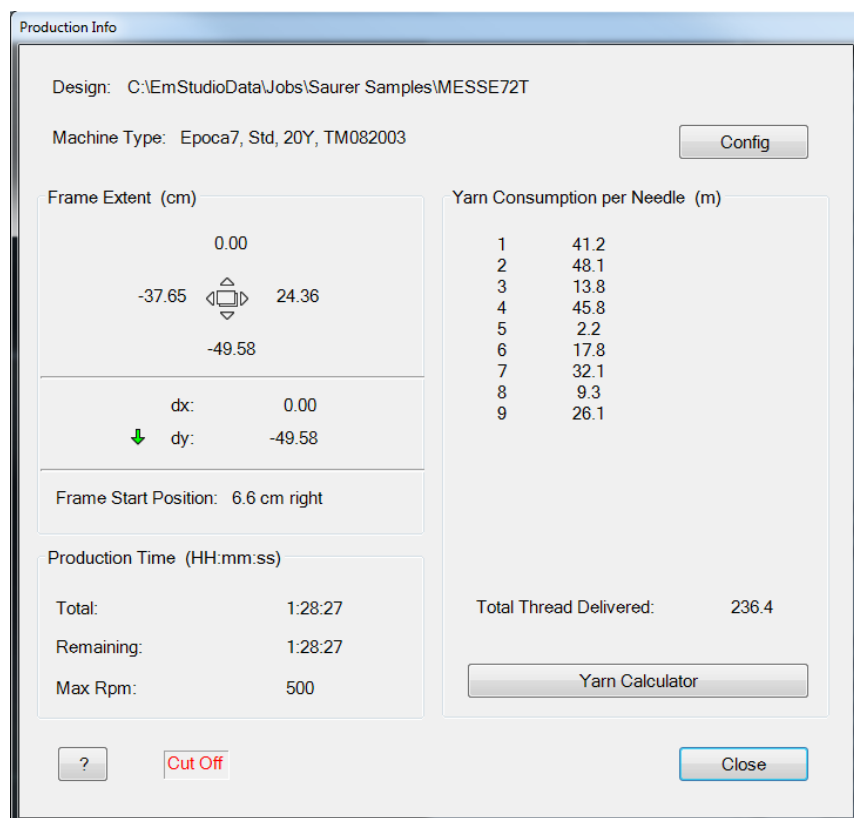 Production Info
Design: C:\EmStudioData\Jobs\Saurer Samples\MESSE72T
Machine Type: Epoca7, Std, 20Y, TM082003
Config
Frame Extent (cm)
0.00
-37.65 24.36
-49.58
dx: 0.00
dy: -49.58
Frame Start Position: 6.6 cm right
Production Time (HH:mm:ss)
Total: 1:28:27
Remaining: 1:28:27
Max Rpm: 500
Yarn Consumption per Needle (m)
1 41.2
2 48.1
3 13.8
4 45.8
5 2.2
6 17.8
7 32.1
8 9.3
9 26.1
Total Thread Delivered: 236.4
Yarn Calculator
?
Cut Off
Close